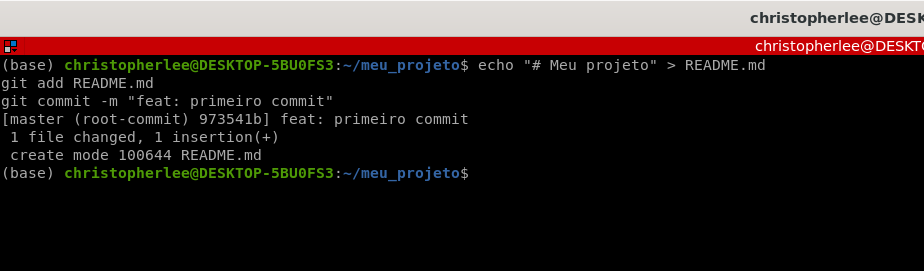 christopherlee@DESK
christopherlee@DESKT
(base) christopherlee@DESKTOP-5BU0FS3:~/meu_projeto$ echo "# Meu projeto" > README.md
git add README.md
git commit -m "feat: primeiro commit"
[master (root-commit) 973541b] feat: primeiro commit
 1 file changed, 1 insertion(+)
 create mode 100644 README.md
(base) christopherlee@DESKTOP-5BU0FS3:~/meu_projeto$